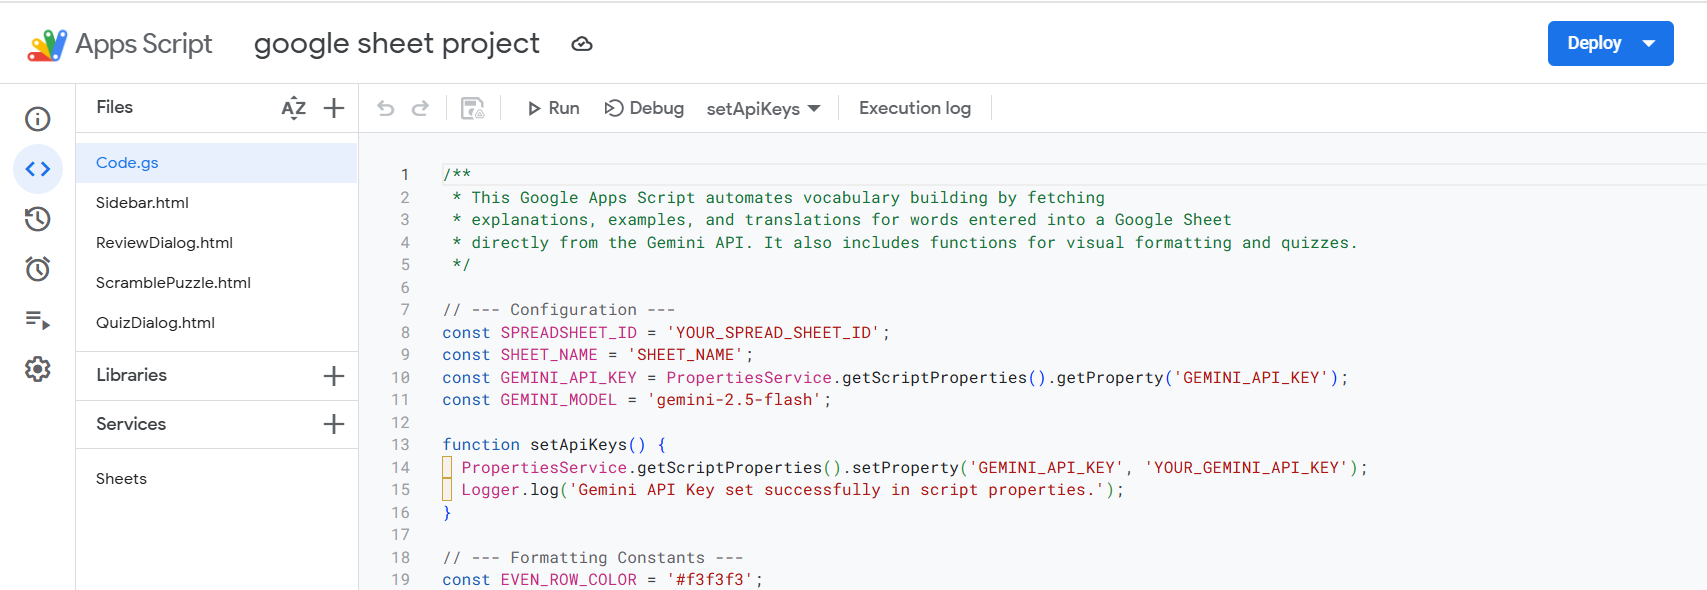 Apps Script google sheet project Deploy
Files AZ Run Debug setApiKeys Execution log
Code.gs
Sidebar.html
ReviewDialog.html
ScramblePuzzle.html
QuizDialog.html
Libraries
Services
Sheets
1 /**
2  * This Google Apps Script automates vocabulary building by fetching
3  * explanations, examples, and translations for words entered into a Google Sheet
4  * directly from the Gemini API. It also includes functions for visual formatting and quizzes.
5  */
6
7 // --- Configuration ---
8 const SPREADSHEET_ID = 'YOUR_SPREAD_SHEET_ID';
9 const SHEET_NAME = 'SHEET_NAME';
10 const GEMINI_API_KEY = PropertiesService.getScriptProperties().getProperty('GEMINI_API_KEY');
11 const GEMINI_MODEL = 'gemini-2.5-flash';
12
13 function setApiKeys() {
14   PropertiesService.getScriptProperties().setProperty('GEMINI_API_KEY', 'YOUR_GEMINI_API_KEY');
15   Logger.log('Gemini API Key set successfully in script properties.');
16 }
17
18 // --- Formatting Constants ---
19 const EVEN_ROW_COLOR = '#f3f3f3';